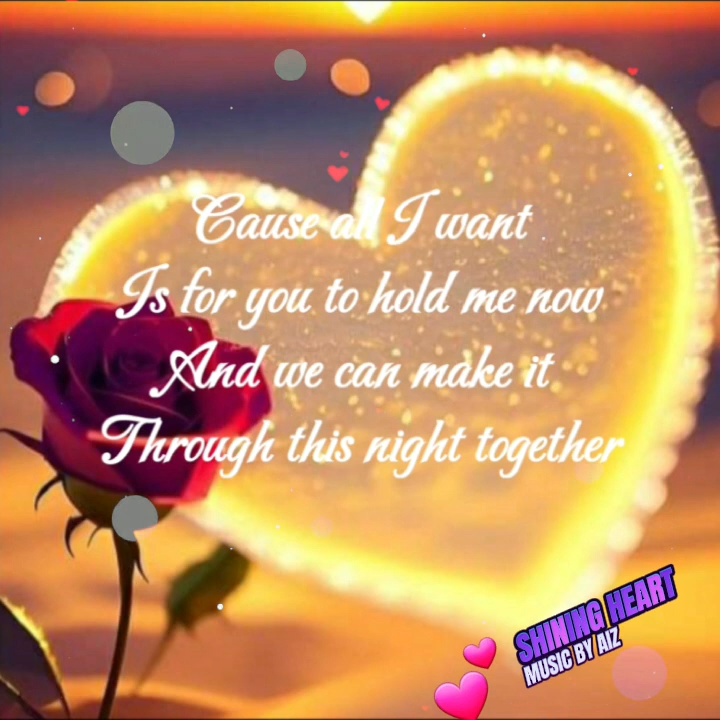 Cause all I want
Is for you to hold me now
And we can make it
Through this night together
SHINING HEART
MUSIC BY AIZ